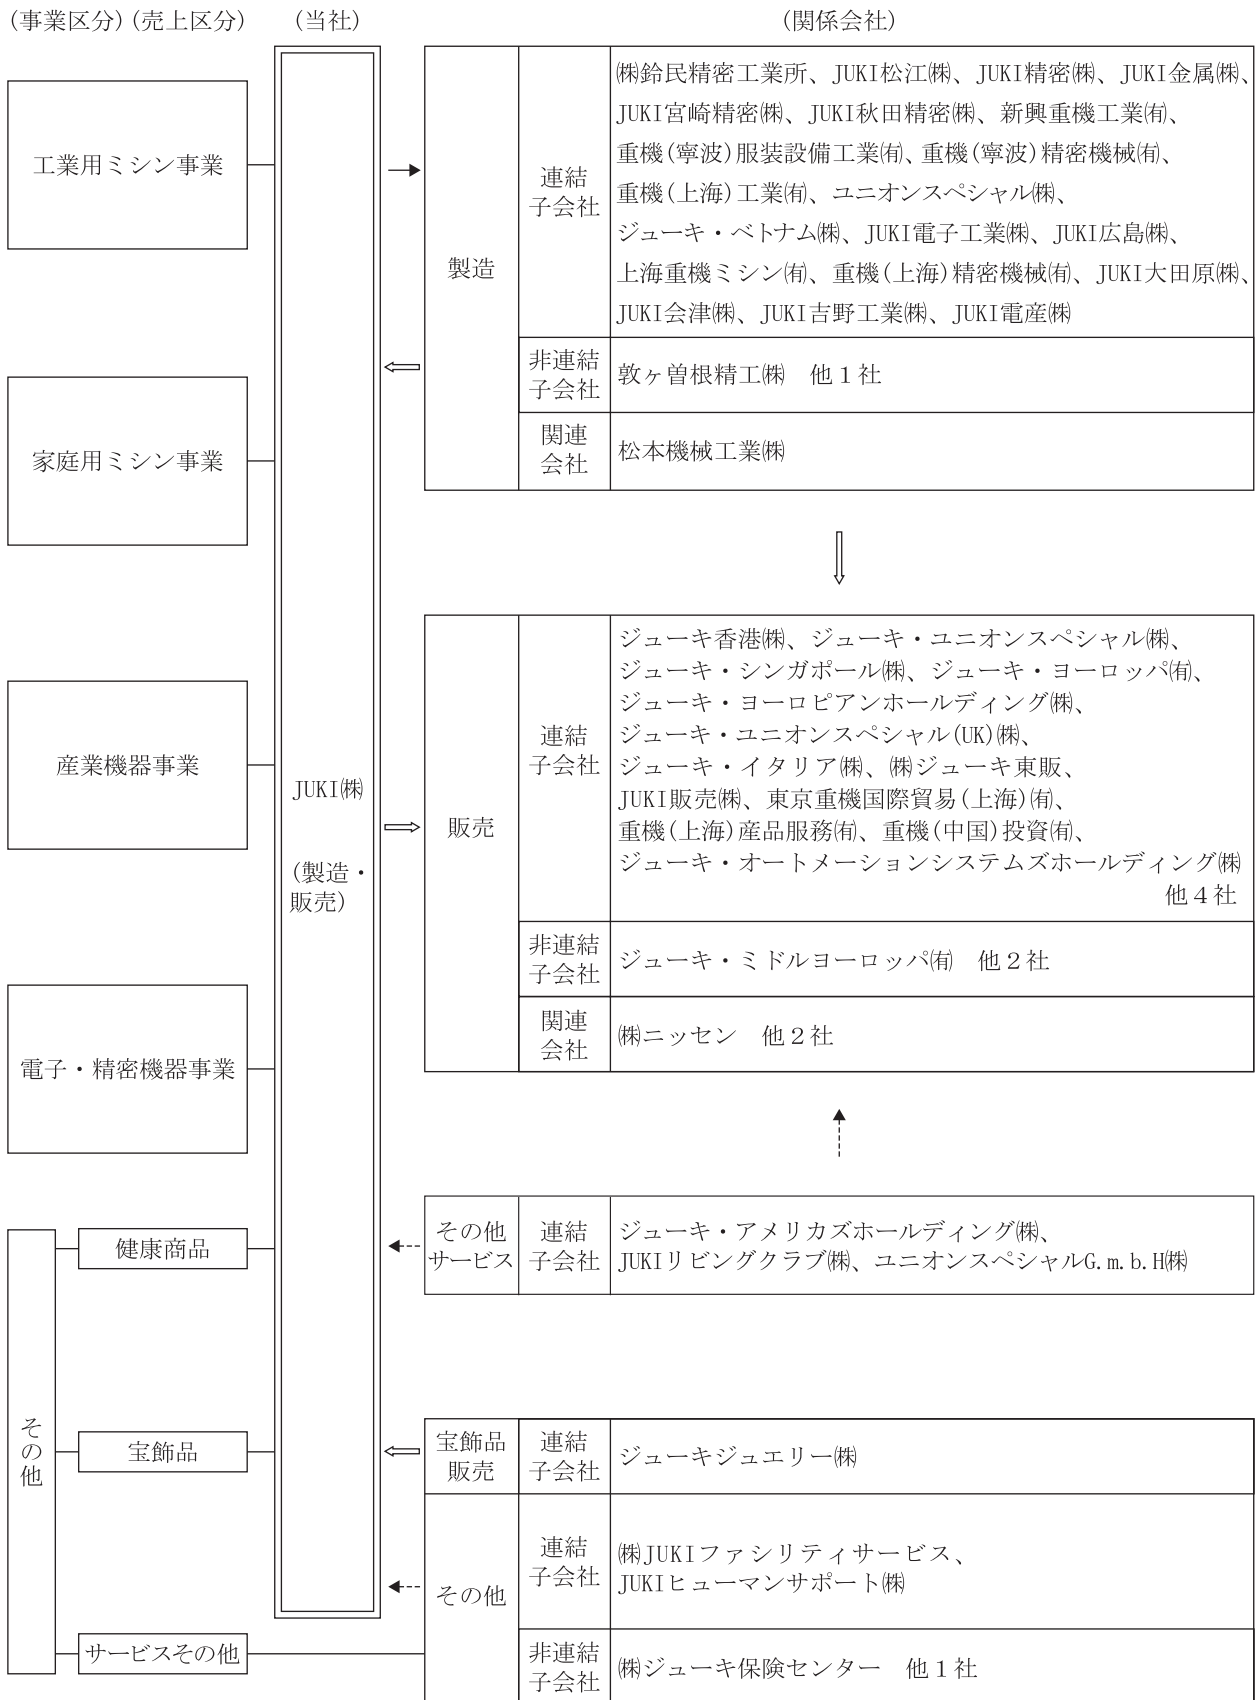 (事業区分)(売上区分)　(当社)　(関係会社)
工業用ミシン事業
家庭用ミシン事業
産業機器事業
電子・精密機器事業
その他
健康商品
宝飾品
サービスその他
JUKI㈱
(製造・
販売)
製造
連結
子会社
㈱鈴民精密工業所、JUKI松江㈱、JUKI精密㈱、JUKI金属㈱、
JUKI宮崎精密㈱、JUKI秋田精密㈱、新興重機工業㈲、
重機(寧波)服装設備工業㈲、重機(寧波)精密機械㈲、
重機(上海)工業㈲、ユニオンスペシャル㈱、
ジューキ・ベトナム㈱、JUKI電子工業㈱、JUKI広島㈱、
上海重機ミシン㈲、重機(上海)精密機械㈲、JUKI大田原㈱、
JUKI会津㈱、JUKI吉野工業㈱、JUKI電産㈱
非連結
子会社
敦ヶ曽根精工㈱　他１社
関連
会社
松本機械工業㈱
販売
連結
子会社
ジューキ香港㈱、ジューキ・ユニオンスペシャル㈱、
ジューキ・シンガポール㈱、ジューキ・ヨーロッパ㈲、
ジューキ・ヨーロピアンホールディング㈱、
ジューキ・ユニオンスペシャル(UK)㈱、
ジューキ・イタリア㈱、㈱ジューキ東販、
JUKI販売㈱、東京重機国際貿易(上海)㈲、
重機(上海)産品服務㈲、重機(中国)投資㈲、
ジューキ・オートメーションシステムズホールディング㈱
他４社
非連結
子会社
ジューキ・ミドルヨーロッパ㈲　他２社
関連
会社
㈱ニッセン　他２社
その他
サービス
連結
子会社
ジューキ・アメリカズホールディング㈱、
JUKIリビングクラブ㈱、ユニオンスペシャルG.m.b.H㈱
宝飾品
販売
連結
子会社
ジューキジュエリー㈱
その他
連結
子会社
㈱JUKIファシリティサービス、
JUKIヒューマンサポート㈱
非連結
子会社
㈱ジューキ保険センター　他１社